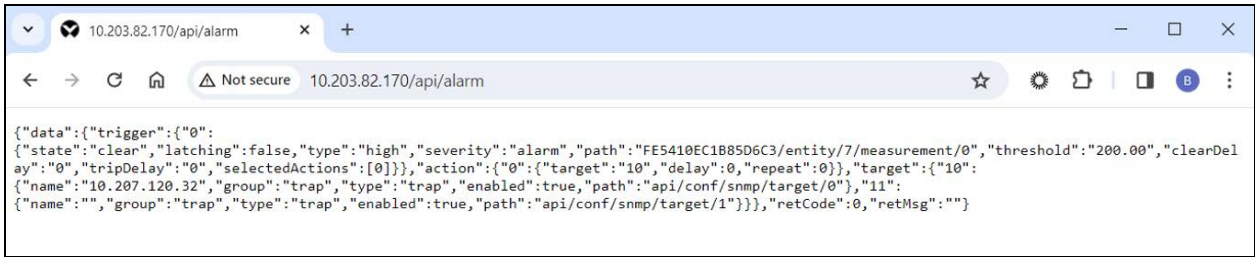 10.203.82.170/api/alarm
Not secure 10.203.82.170/api/alarm
B
{"data":{"trigger":{"0":
{"state":"clear","latching":false,"type":"high","severity":"alarm","path":"FE5410EC1B85D6C3/entity/7/measurement/0","threshold":"200.00","clearDel
ay":"0","tripDelay":"0","selectedActions":[0]}},"action":{"0":{"target":"10","delay":0,"repeat":0}},"target":{"10":
{"name":"10.207.120.32","group":"trap","type":"trap","enabled":true,"path":"api/conf/snmp/target/0"},"11":
{"name":"","group":"trap","type":"trap","enabled":true,"path":"api/conf/snmp/target/1"}}},"retCode":0,"retMsg":""}